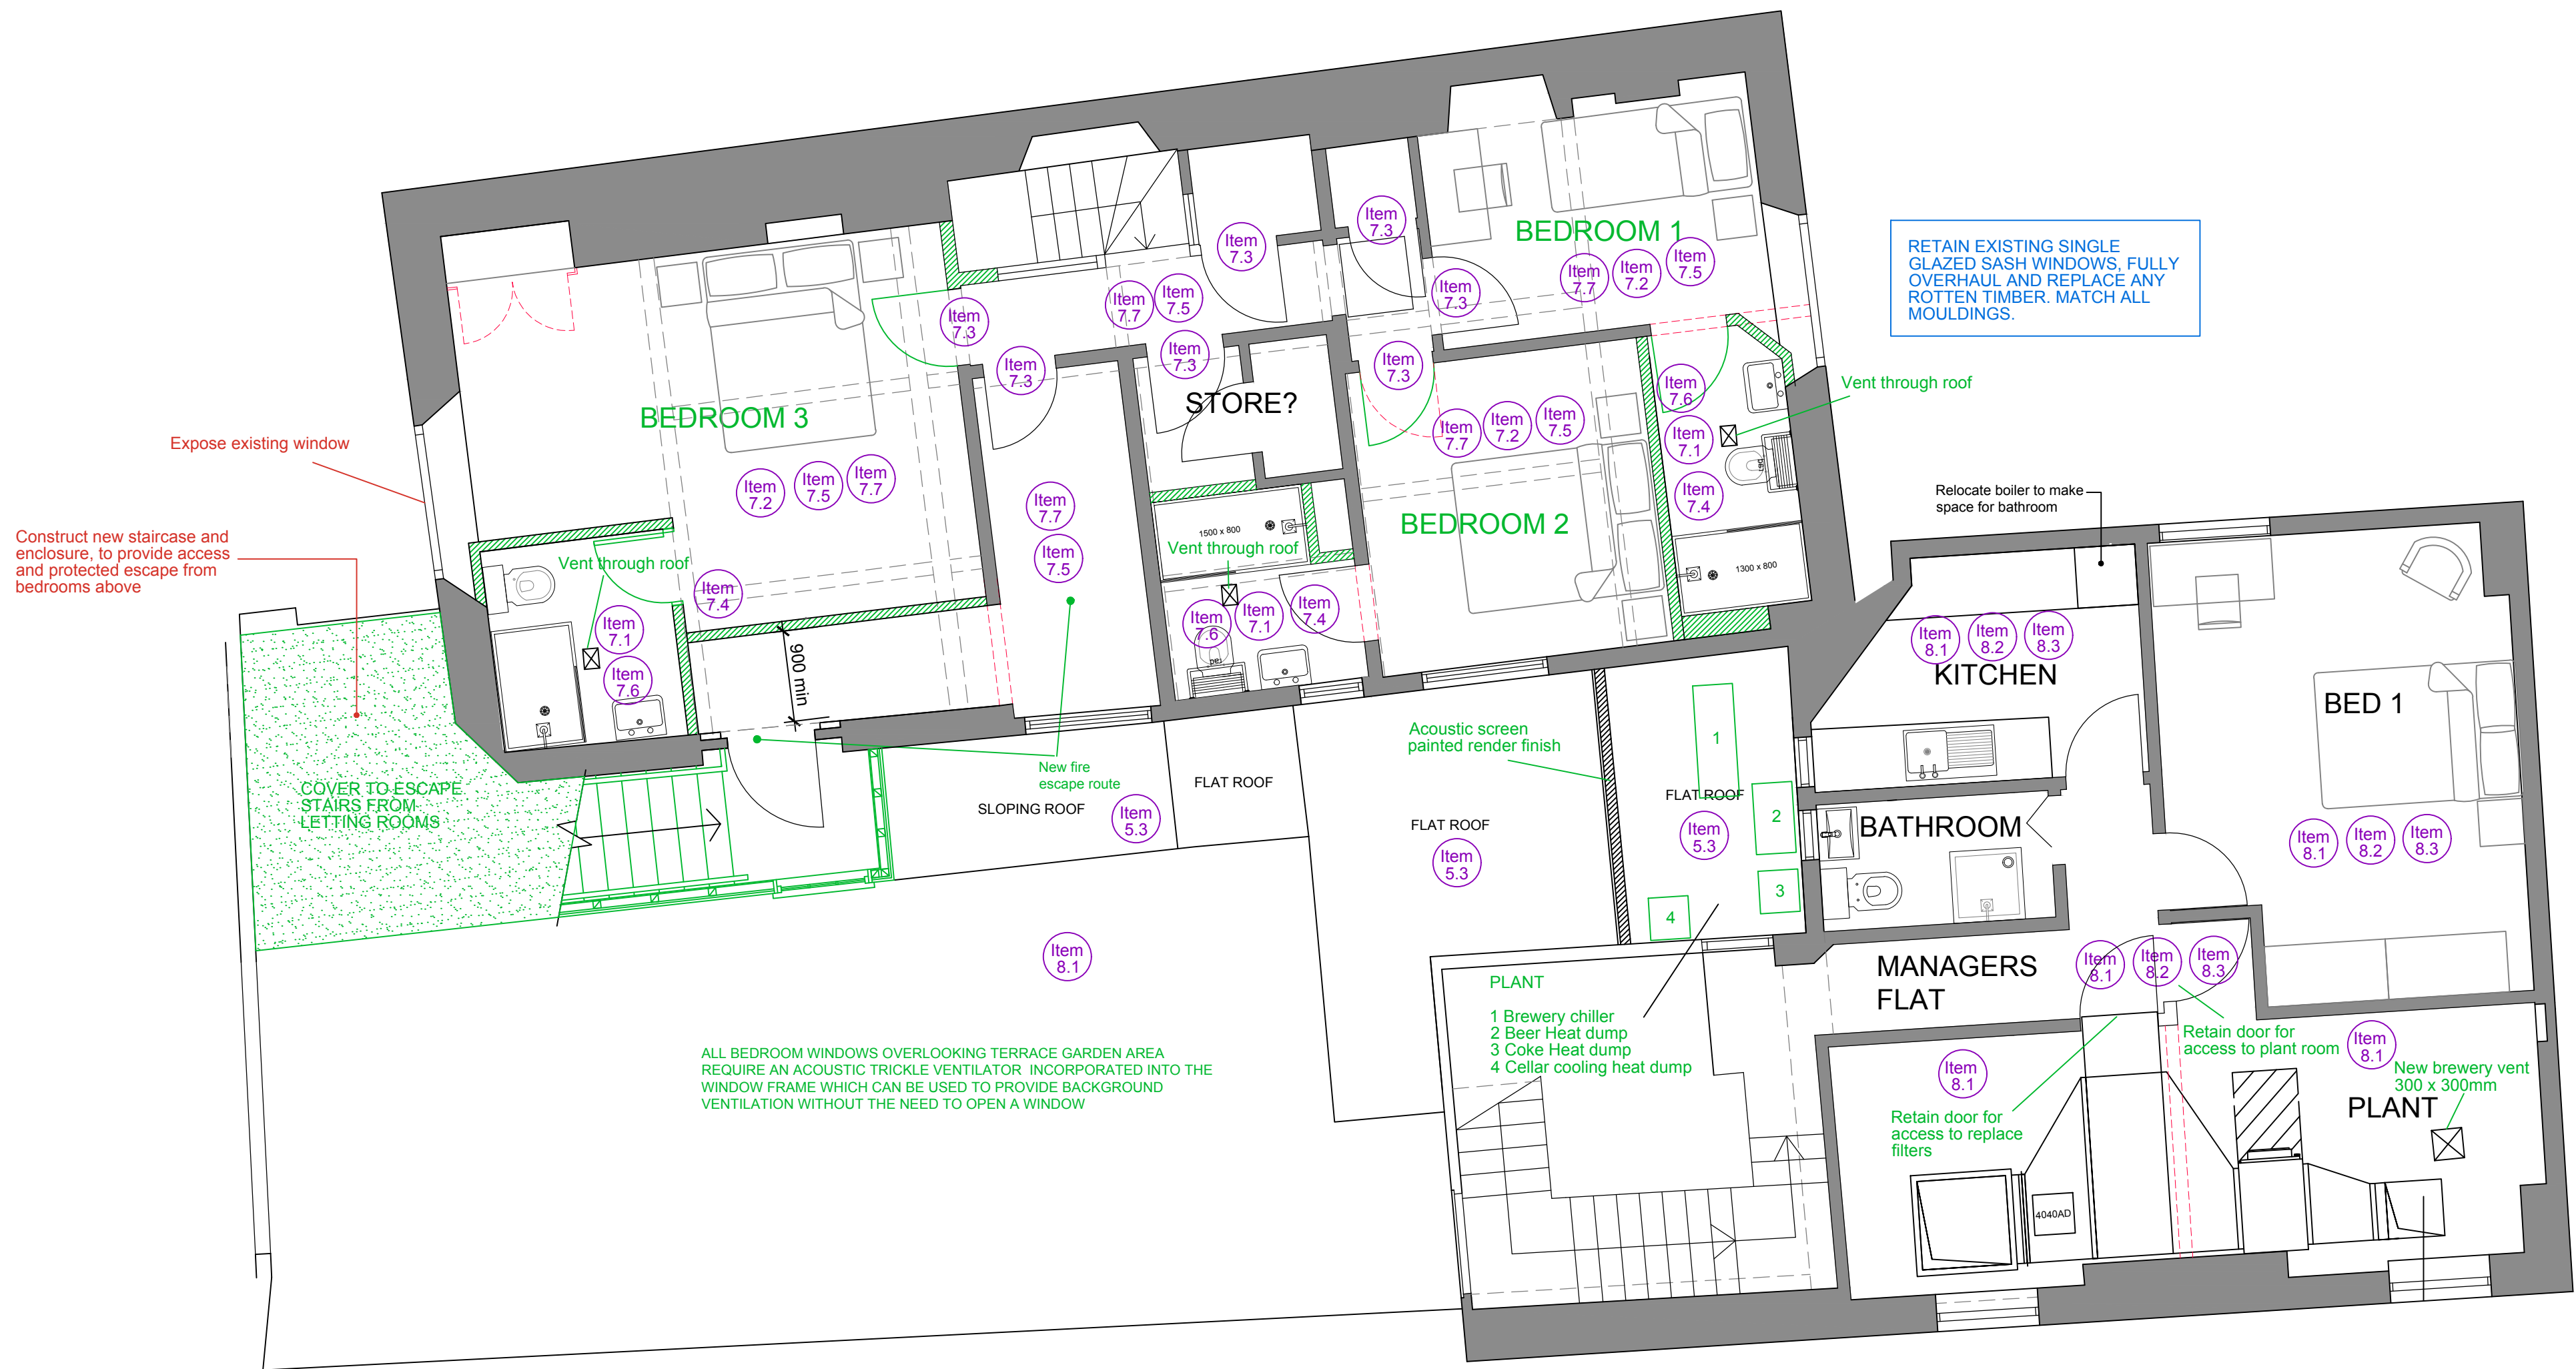 Item
7.3
Item
7.3
BEDROOM 1
Item
7.7
Item
7.2
Item
7.5
RETAIN EXISTING SINGLE
GLAZED SASH WINDOWS, FULLY
OVERHAUL AND REPLACE ANY
ROTTEN TIMBER. MATCH ALL
MOULDINGS.
Item
7.3
Item
7.7
Item
7.5
Item
7.3
Item
7.3
Item
7.3
Item
7.3
Item
7.3
Item
7.6
Vent through roof
BEDROOM 3
STORE?
Item
7.7
Item
7.2
Item
7.5
Item
7.1
Expose existing window
Item
7.2
Item
7.5
Item
7.7
Item
7.7
Item
7.4
Relocate boiler to make
space for bathroom
BEDROOM 2
1500 x 800
Vent through roof
1300 x 800
Construct new staircase and
enclosure, to provide access
and protected escape from
bedrooms above
Vent through roof
Item
7.5
Item
7.4
Item
7.1
Item
7.6
Item
7.6
Item
7.1
Item
7.4
900 min
Item
8.1
Item
8.2
Item
8.3
KITCHEN
BED 1
Acoustic screen
painted render finish
1
New fire
escape route
FLAT ROOF
SLOPING ROOF
Item
5.3
COVER TO ESCAPE
STAIRS FROM
LETTING ROOMS
FLAT ROOF
Item
5.3
FLAT ROOF
Item
5.3
2
3
4
BATHROOM
Item
8.1
Item
8.2
Item
8.3
Item
8.1
MANAGERS
FLAT
Item
8.1
Item
8.2
Item
8.3
PLANT
1 Brewery chiller
2 Beer Heat dump
3 Coke Heat dump
4 Cellar cooling heat dump
Retain door for
access to plant room
Item
8.1
Item
8.1
New brewery vent
300 x 300mm
PLANT
Retain door for
access to replace
filters
ALL BEDROOM WINDOWS OVERLOOKING TERRACE GARDEN AREA
REQUIRE AN ACOUSTIC TRICKLE VENTILATOR INCORPORATED INTO THE
WINDOW FRAME WHICH CAN BE USED TO PROVIDE BACKGROUND
VENTILATION WITHOUT THE NEED TO OPEN A WINDOW
4040AD